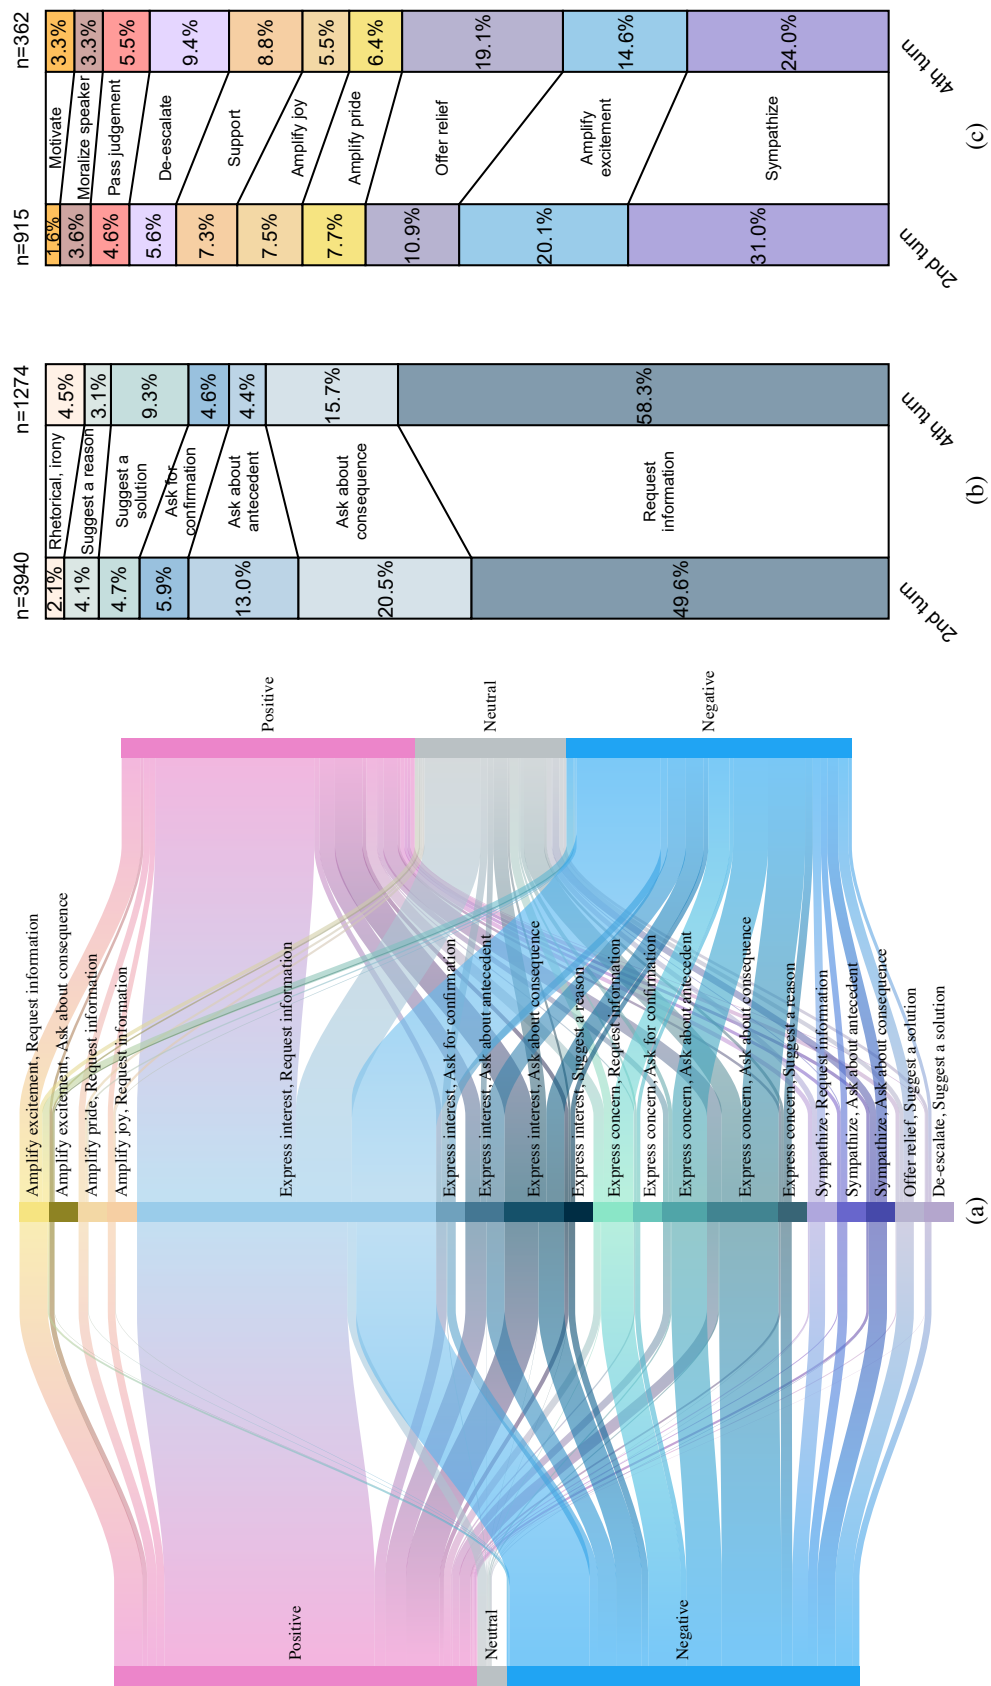 Positive
Neutral
Negative
Amplify excitement, Request information
Amplify excitement, Ask about consequence
Amplify pride, Request information
Amplify joy, Request information
Express interest, Request information
Express interest, Ask for confirmation
Express interest, Ask about antecedent
Express interest, Ask about consequence
Express interest, Suggest a reason
Express concern, Request information
Express concern, Ask for confirmation
Express concern, Ask about antecedent
Express concern, Ask about consequence
Express concern, Suggest a reason
Sympathize, Request information
Sympathize, Ask about antecedent
Sympathize, Ask about consequence
Offer relief, Suggest a solution
De-escalate, Suggest a solution
Positive
Neutral
Negative
(a)
n=3940
2.1%
4.1%
4.7%
5.9%
13.0%
20.5%
49.6%
2nd turn
Rhetorical, irony
Suggest a reason
Suggest a
solution
Ask for
confirmation
Ask about
antecedent
Ask about
consequence
Request
information
n=1274
4.5%
3.1%
9.3%
4.6%
4.4%
15.7%
58.3%
4th turn
(b)
n=915
1.6%
3.6%
4.6%
5.6%
7.3%
7.5%
7.7%
10.9%
20.1%
31.0%
2nd turn
Motivate
Moralize speaker
Pass judgement
De-escalate
Support
Amplify joy
Amplify pride
Offer relief
Amplify
excitement
Sympathize
n=362
3.3%
3.3%
5.5%
9.4%
8.8%
5.5%
6.4%
19.1%
14.6%
24.0%
4th turn
(c)